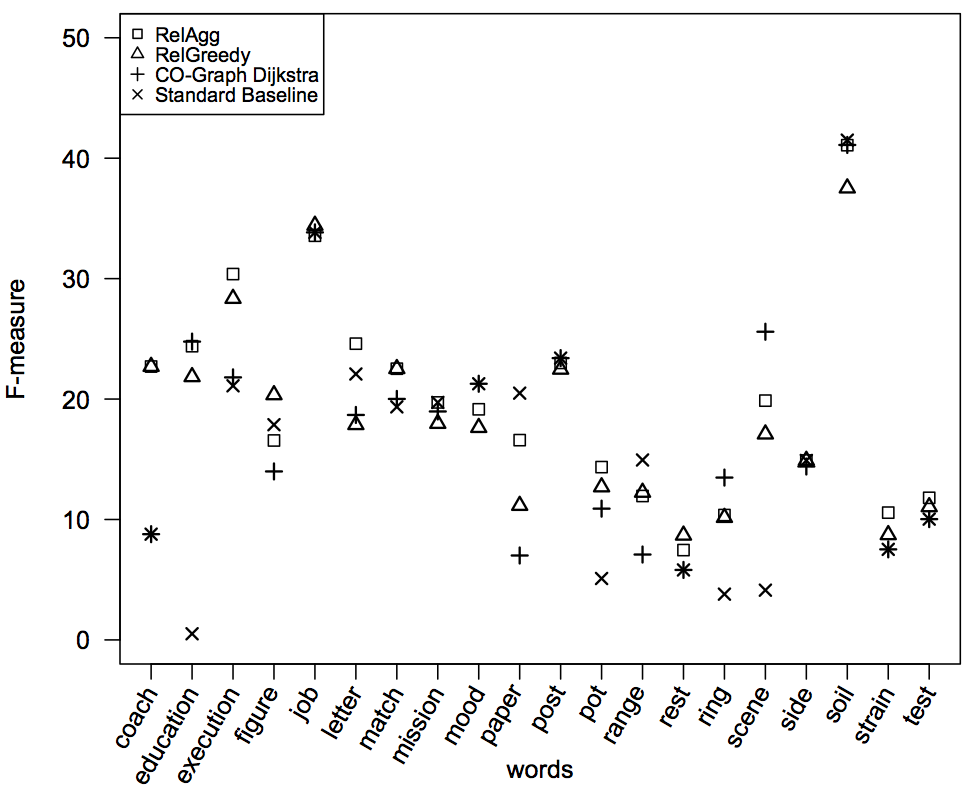 RelAgg
RelGreedy
CO-Graph Dijkstra
Standard Baseline
50
40
30
20
10
0
F-measure
coach
education
execution
figure
job
letter
match
mission
mood
paper
post
pot
range
rest
ring
scene
side
soil
strain
test
words